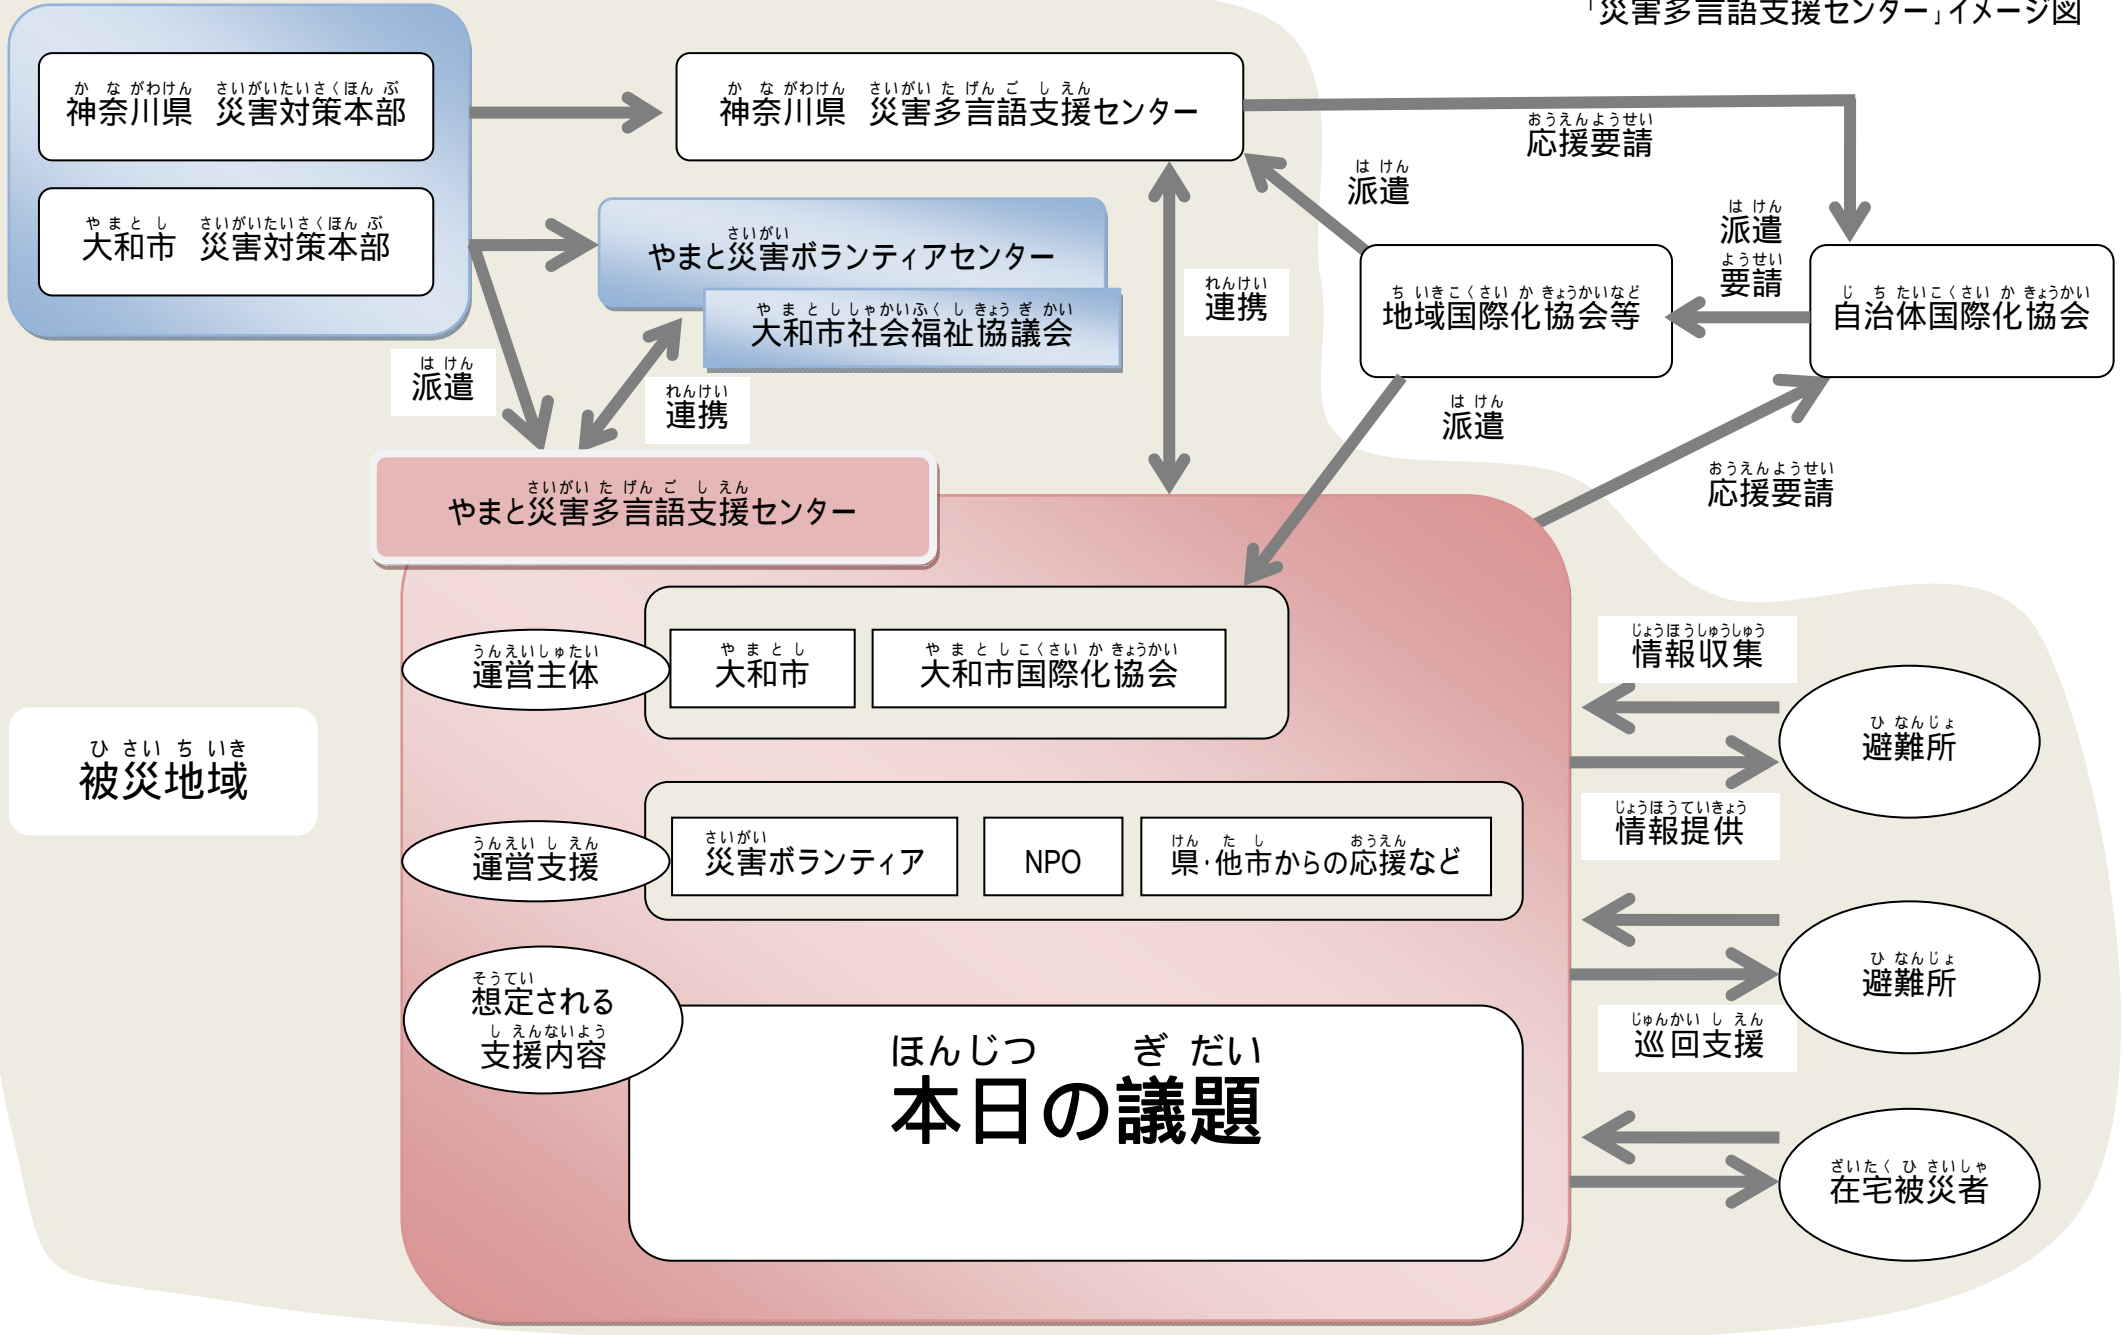 「災害多言語支援センター」イメージ図
か な がわけん さいがいたいさくほん ぶ
神奈川県 災害対策本部
や ま と し さいがいたいさくほん ぶ
大和市 災害対策本部
か な がわけん さいがい た げん ご し えん
神奈川県 災害多言語支援センター
おうえんようせい
応援要請
は けん
派遣
は けん
派遣
ようせい
要請
さいがい
やまと災害ボランティアセンター
や ま と し しゃかいふく し きょう ぎ かい
大和市社会福祉協議会
れんけい
連携
ち いきこくさい か きょうかいなど
地域国際化協会等
じ ち たいこくさい か きょうかい
自治体国際化協会
は けん
派遣
れんけい
連携
は けん
派遣
おうえんようせい
応援要請
さいがい た げん ご し えん
やまと災害多言語支援センター
うんえいしゅたい
運営主体
や ま と し
大和市
や ま と し こくさい か きょうかい
大和市国際化協会
じょうほうしゅうしゅう
情報収集
ひ なんじょ
避難所
ひ さい ち いき
被災地域
じょうほうていきょう
情報提供
うんえい し えん
運営支援
さいがい
災害ボランティア
NPO
けん た し おうえん
県・他市からの応援など
そうてい
想定される
し えんないよう
支援内容
ひ なんじょ
避難所
じゅんかい し えん
巡回支援
ほんじつ ぎ だい
本日の議題
ざいたく ひ さいしゃ
在宅被災者